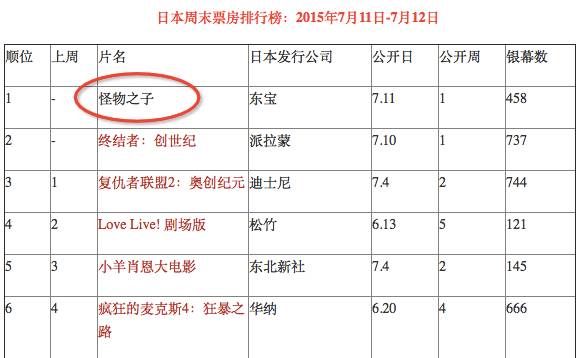 日本周末票房排行榜：2015年7月11日-7月12日
顺位 上周 片名 日本发行公司 公开日 公开周 银幕数
1 - 怪物之子 东宝 7.11 1 458
2 - 终结者：创世纪 派拉蒙 7.10 1 737
3 1 复仇者联盟2：奥创纪元 迪士尼 7.4 2 744
4 2 Love Live! 剧场版 松竹 6.13 5 121
5 3 小羊肖恩大电影 东北新社 7.4 2 145
6 4 疯狂的麦克斯4：狂暴之 华纳 6.20 4 666
路